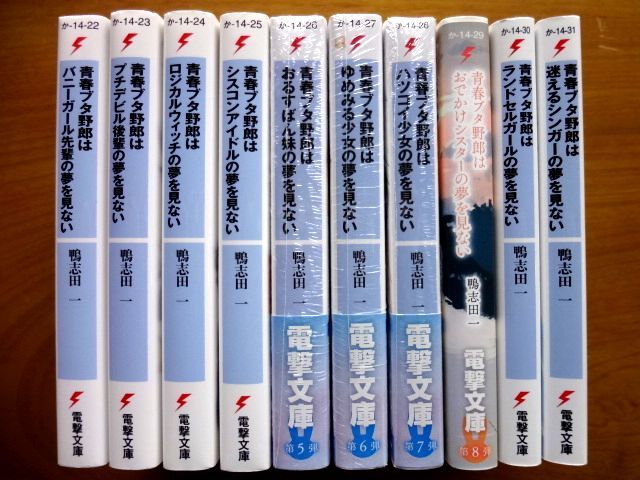 か-14-22
青春ブタ野郎は
バニーガール先輩の夢を見ない
鴨志田 一
電撃文庫
か-14-23
青春ブタ野郎は
プチデビル後輩の夢を見ない
鴨志田 一
電撃文庫
か-14-24
青春ブタ野郎は
ロジカルウィッチの夢を見ない
鴨志田 一
電撃文庫
か-14-25
青春ブタ野郎は
シスコンアイドルの夢を見ない
鴨志田 一
電撃文庫
か-14-26
青春ブタ野郎は
おるすばん妹の夢を見ない
鴨志田 一
電撃文庫
第5弾
か-14-27
青春ブタ野郎は
ゆめみる少女の夢を見ない
鴨志田 一
電撃文庫
第6弾
か-14-28
青春ブタ野郎は
ハツコイ少女の夢を見ない
鴨志田 一
電撃文庫
第7弾
か-14-29
青春ブタ野郎は
おでかけシスターの夢を見ない
鴨志田 一
電撃文庫
第8弾
か-14-30
青春ブタ野郎は
ランドセルガールの夢を見ない
鴨志田 一
電撃文庫
か-14-31
青春ブタ野郎は
迷えるシンガーの夢を見ない
鴨志田 一
電撃文庫